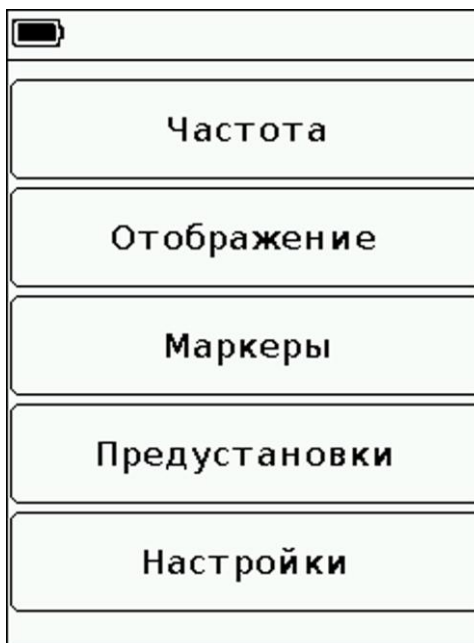 Частота
Отображение
Маркеры
Предустановки
Настройки